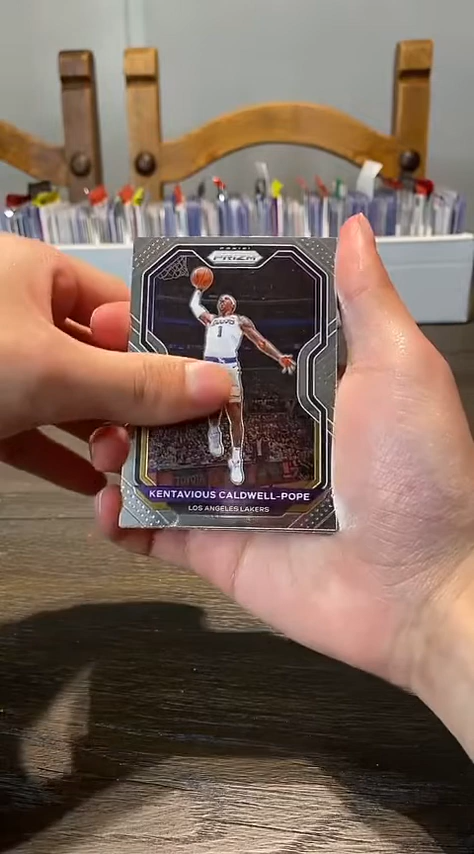 PANINI
PRIZM
1
KENTAVIOUS CALDWELL-POPE
LOS ANGELES LAKERS